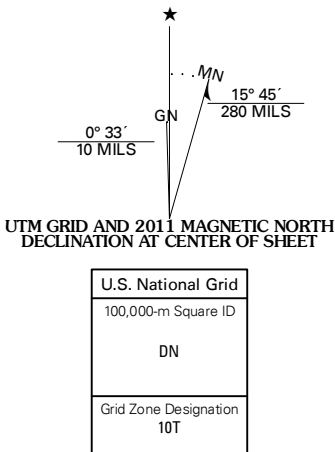 ★
MN
GN
15° 45´
280 MILS
0° 33´
10 MILS
UTM GRID AND 2011 MAGNETIC NORTH
DECLINATION AT CENTER OF SHEET
U.S. National Grid
100,000-m Square ID
DN
Grid Zone Designation
10T